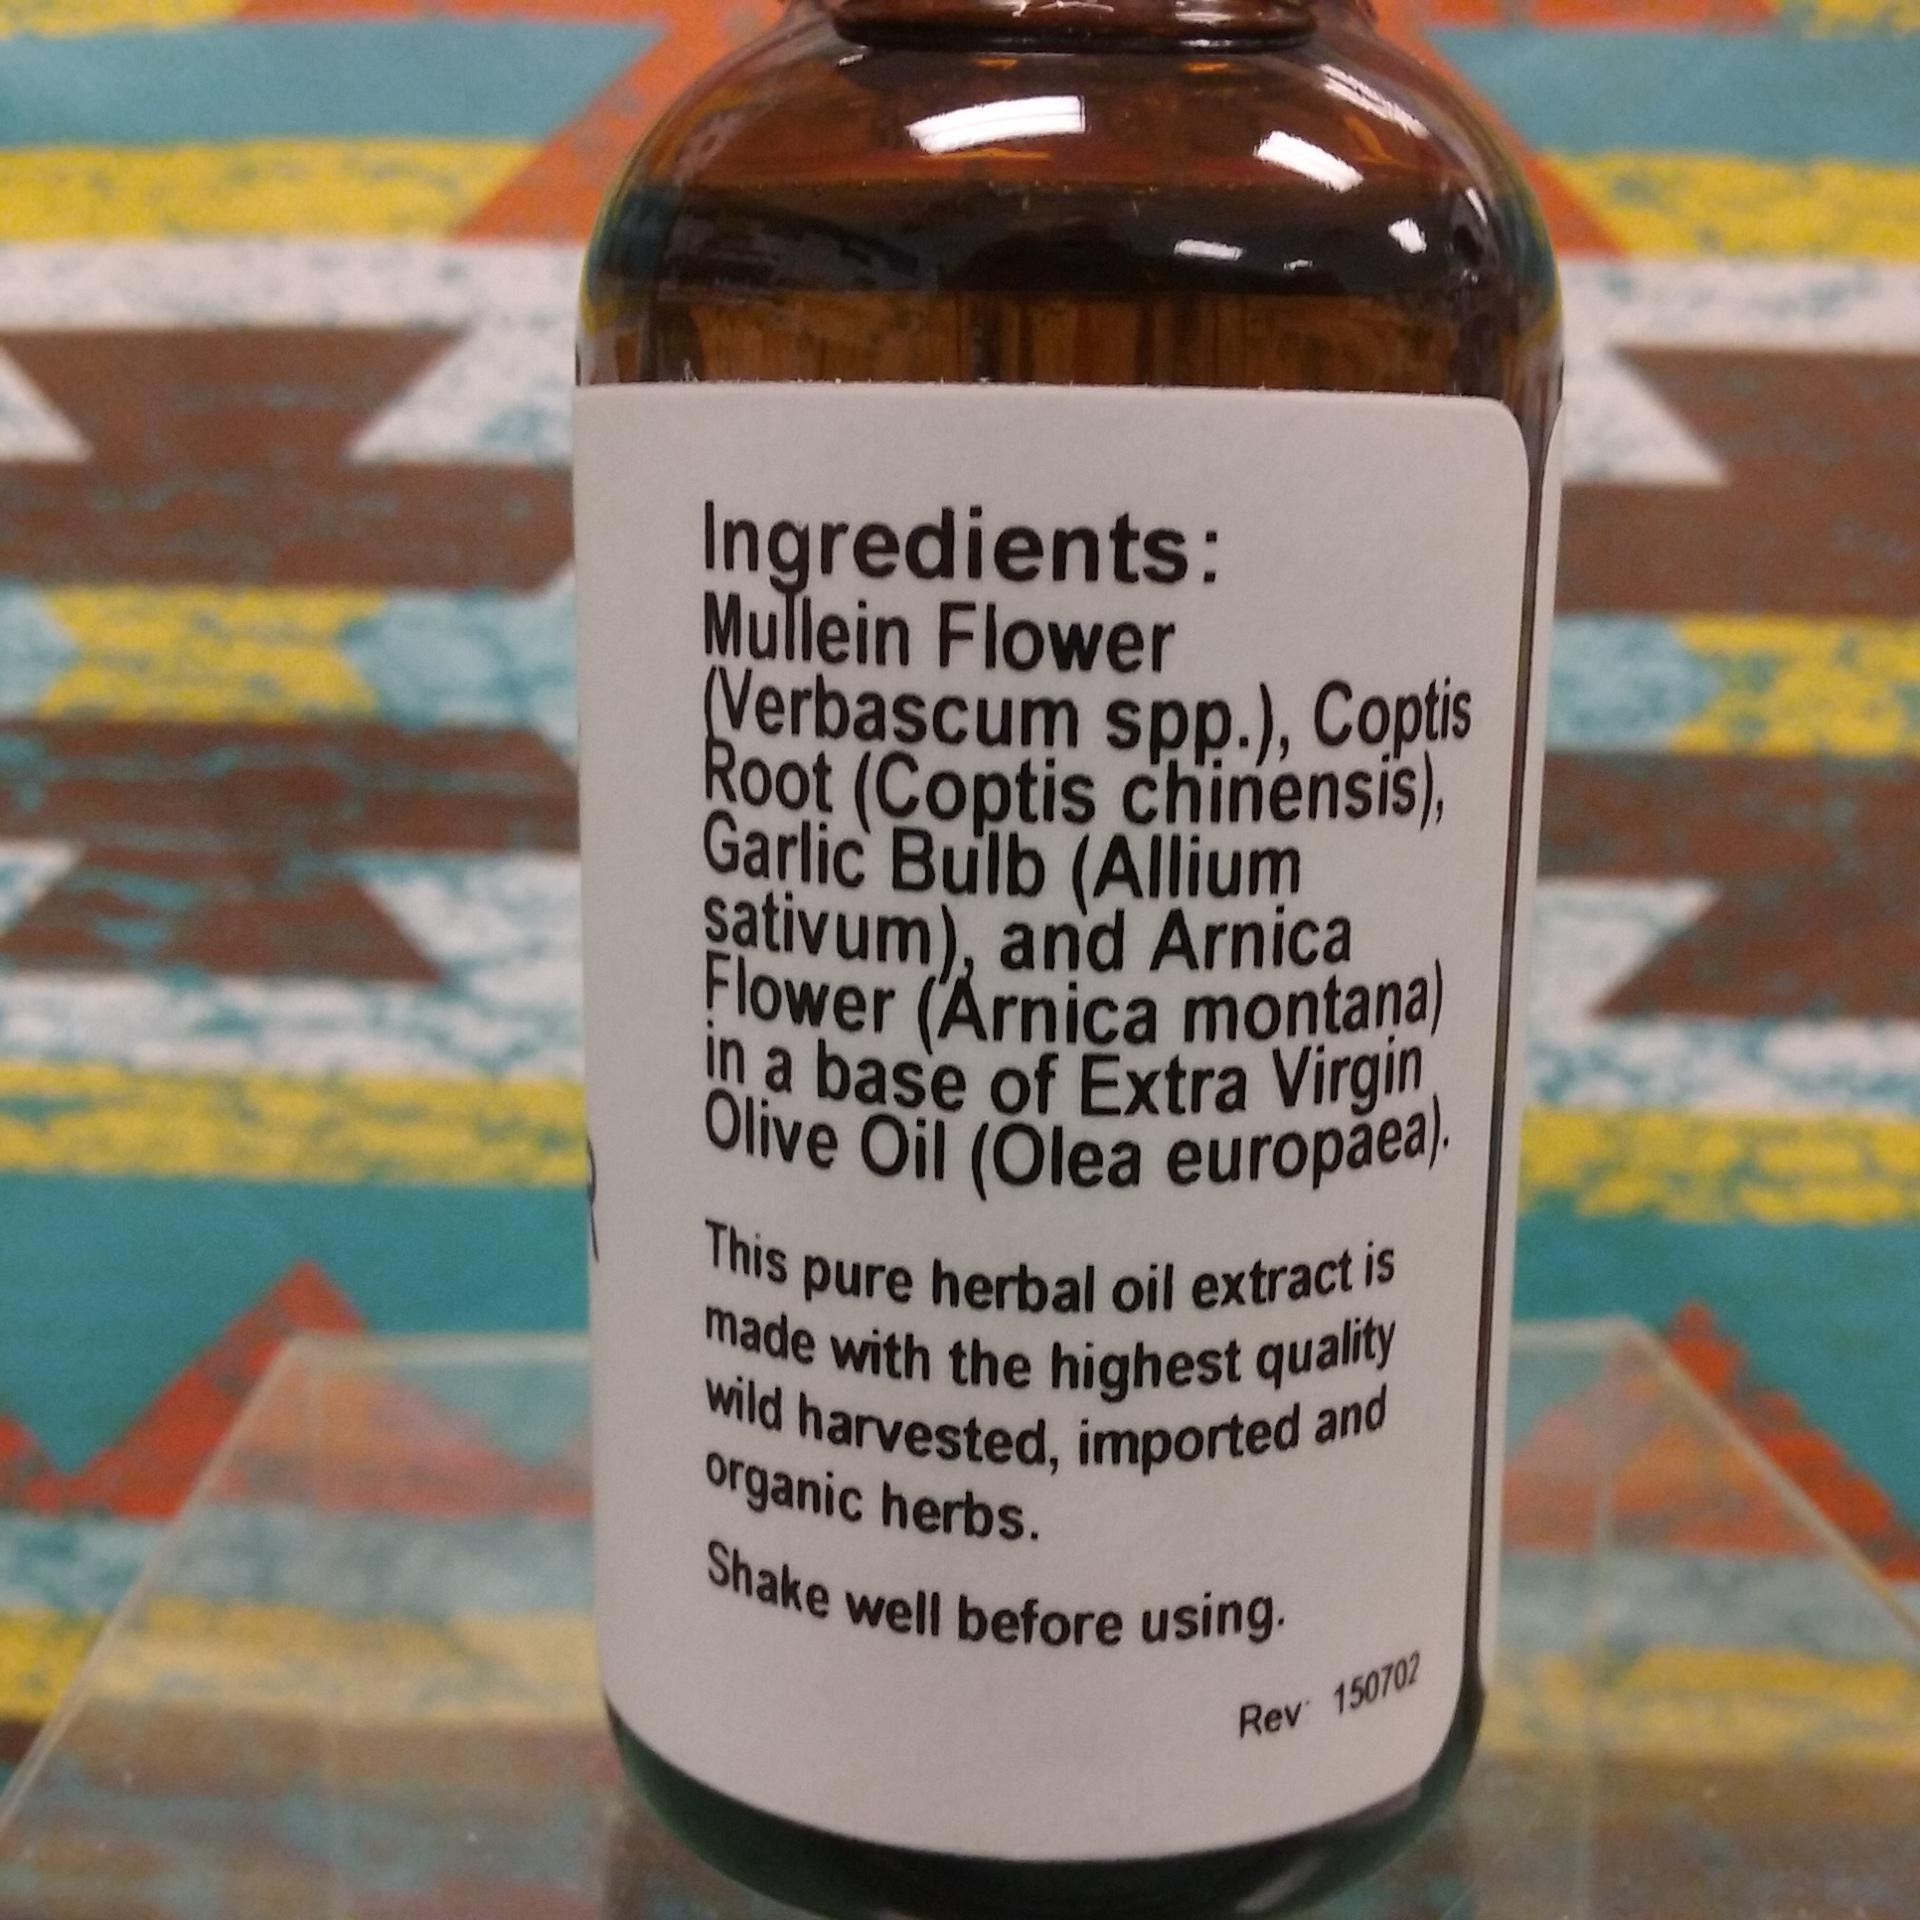 Ingredients:
Mullein Flower
(Verbascum spp.), Coptis
Root (Coptis chinensis),
Garlic Bulb (Allium
sativum), and Arnica
Flower (Arnica montana)
in a base of Extra Virgin
Olive Oil (Olea europaea).
This pure herbal oil extract is
made with the highest quality
wild harvested, imported and
organic herbs.
Shake well before using.
Rev: 150702